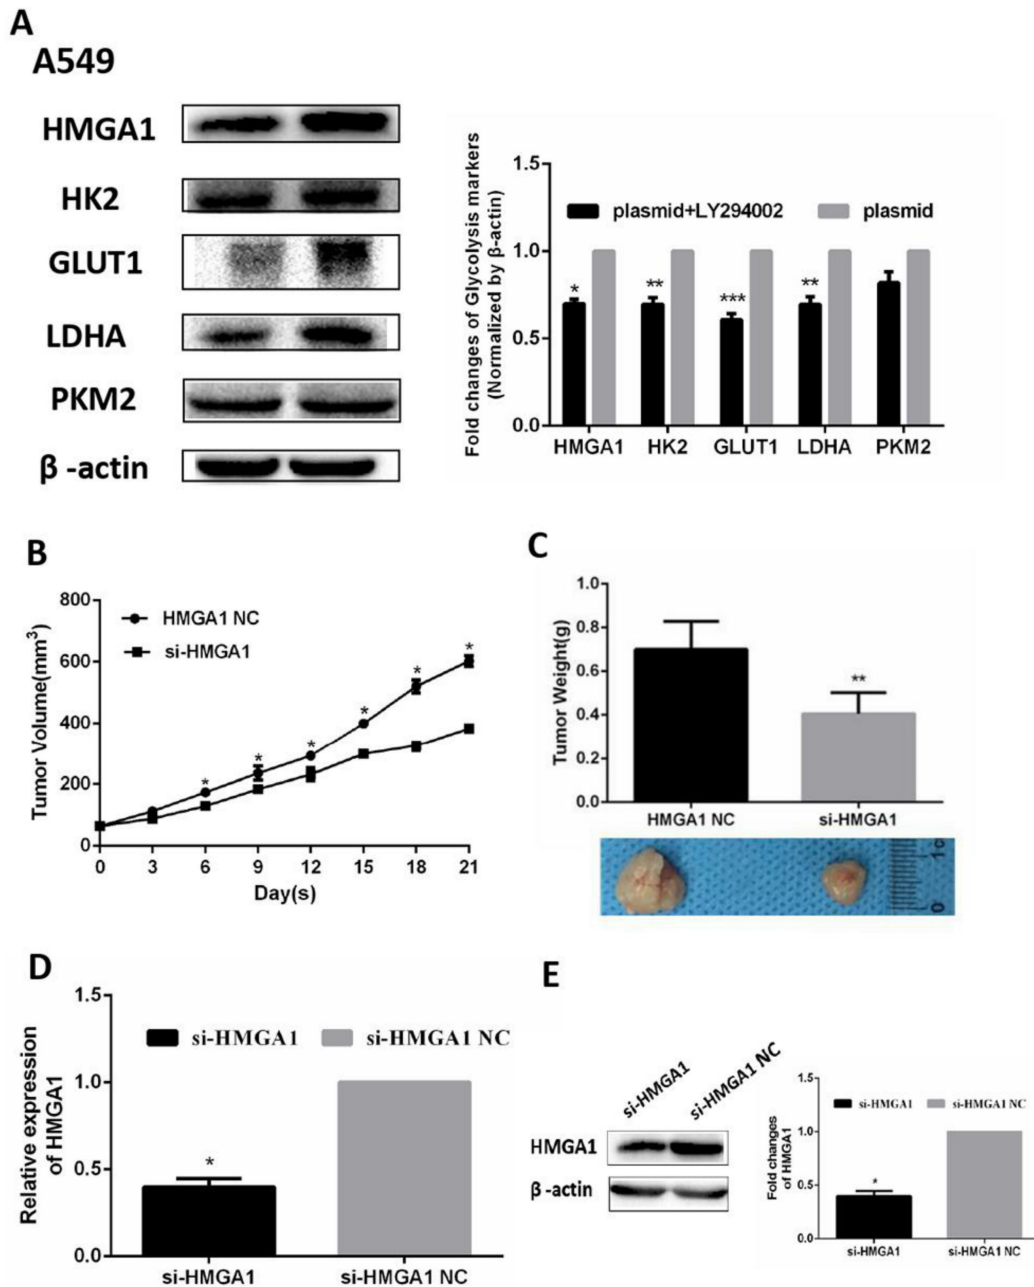 A
A549
HMGA1
HK2
GLUT1
LDHA
PKM2
β -actin
Fold changes of Glycolysis markers
(Normalized by β-actin)
1.5
1.0
0.5
0.0
plasmid+LY294002 plasmid
* ** *** **
HMGA1 HK2 GLUT1 LDHA PKM2
B
Tumor Volume(mm³)
800
600
400
200
0
HMGA1 NC
si-HMGA1
* * * * * *
0 3 6 9 12 15 18 21
Day(s)
C
Tumor Weight(g)
1.0
0.8
0.6
0.4
0.2
0.0
**
HMGA1 NC si-HMGA1
0 1
D
Relative expression
of HMGA1
1.5
1.0
0.5
0.0
si-HMGA1 si-HMGA1 NC
*
si-HMGA1 si-HMGA1 NC
E
si-HMGA1 si-HMGA1 NC
HMGA1
β -actin
Fold changes
of HMGA1
1.5
1.0
0.5
0.0
si-HMGA1 si-HMGA1 NC
*
si-HMGA1 si-HMGA1 NC